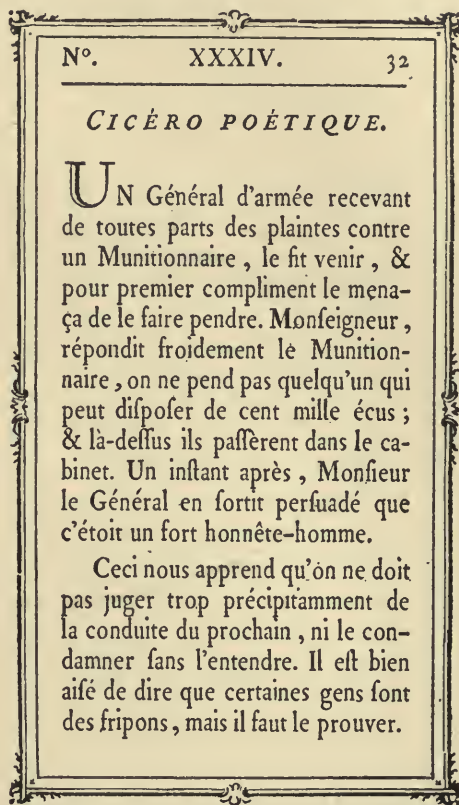 N°. XXXIV. 32
CICÉRO POÉTIQUE.
UN Général d'armée recevant
de toutes parts des plaintes contre
un Munitionnaire, le fit venir, &
pour premier compliment le mena-
ça de le faire pendre. Monſeigneur,
répondit froidement le Munition-
naire, on ne pend pas quelqu'un qui
peut diſpoſer de cent mille écus;
& là-deſſus ils paſſèrent dans le ca-
binet. Un inſtant après, Monſieur
le Général en ſortit perſuadé que
c'étoit un fort honnête-homme.
Ceci nous apprend qu'on ne doit
pas juger trop précipitamment de
la conduite du prochain, ni le con-
damner ſans l'entendre. Il eſt bien
aiſé de dire que certaines gens ſont
des fripons, mais il faut le prouver.